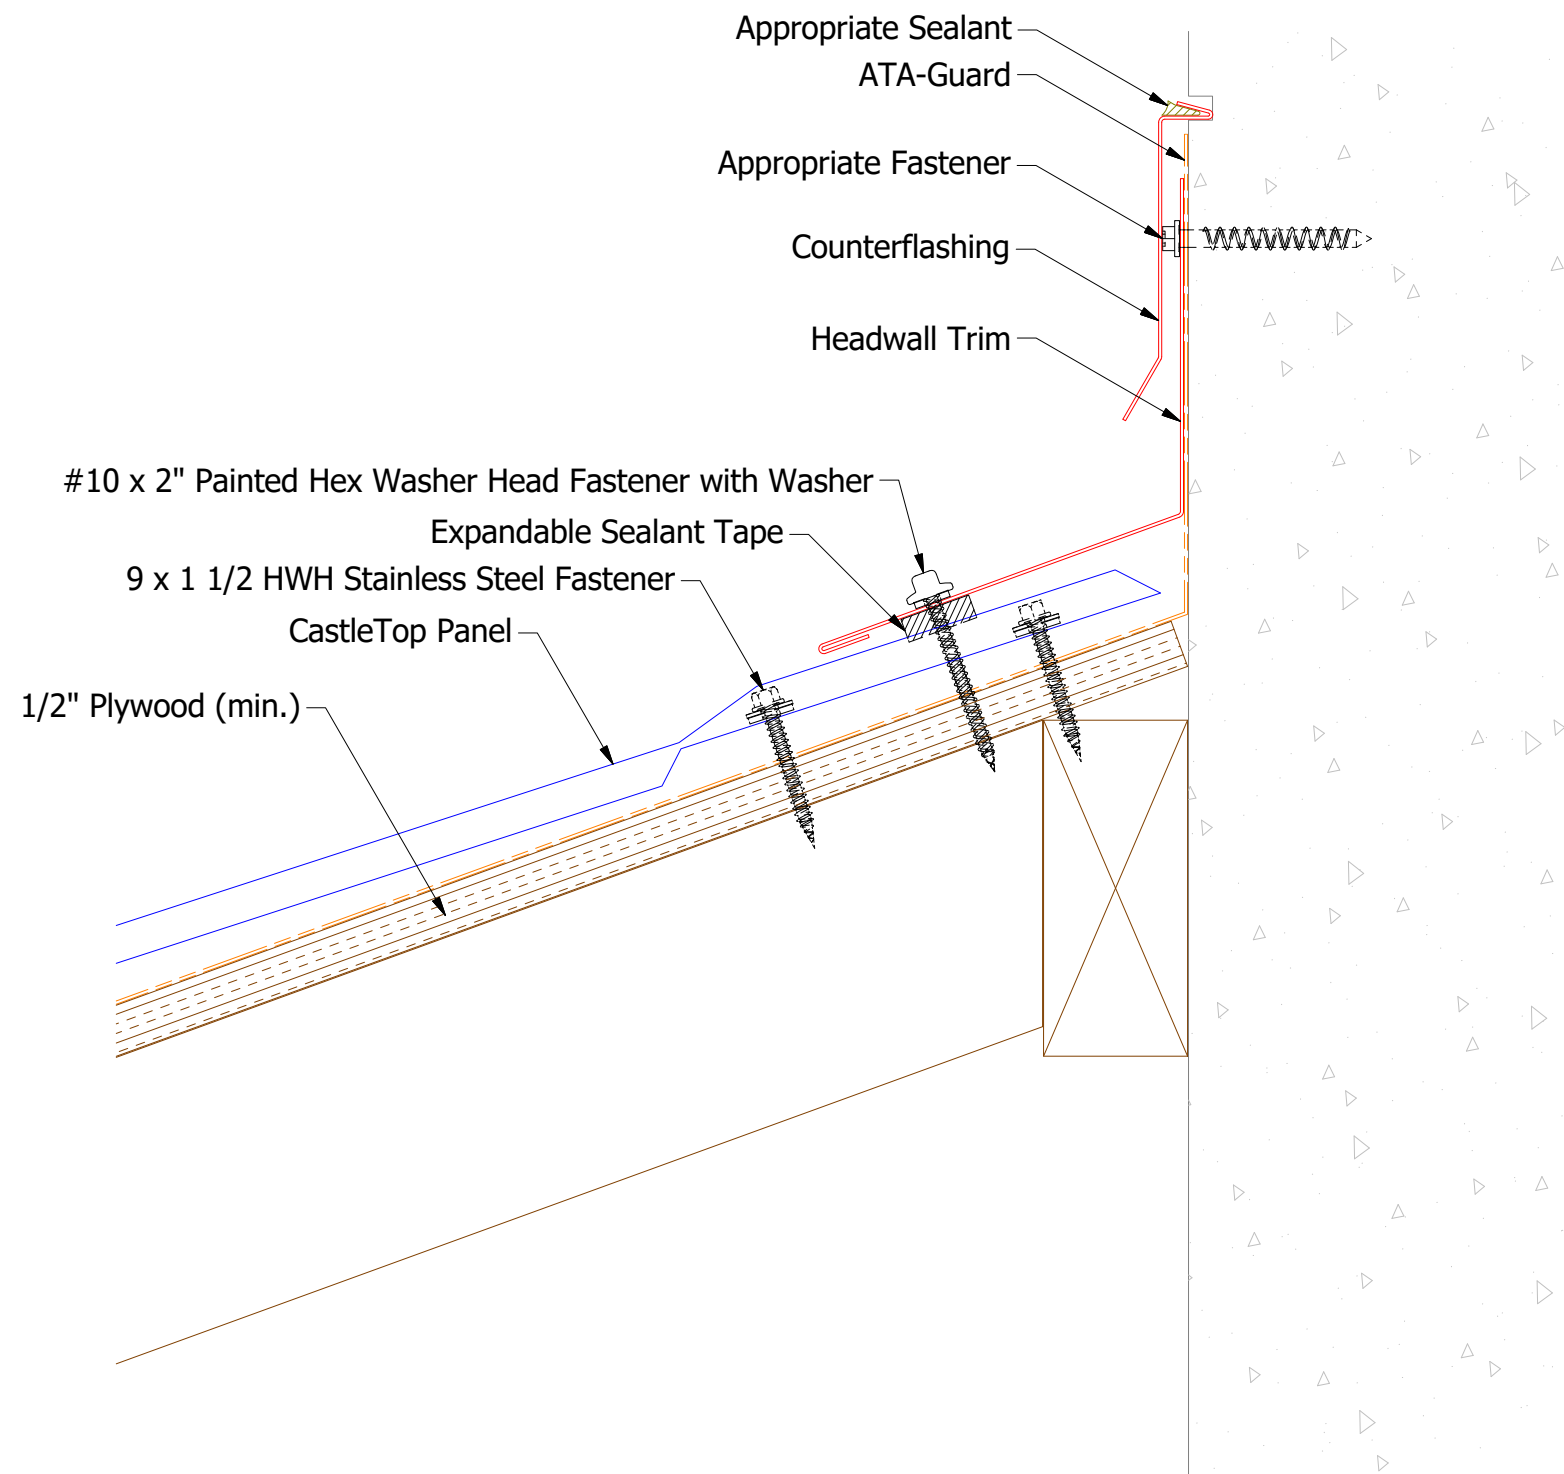 Appropriate Sealant
ATA-Guard
Appropriate Fastener
Counterflashing
Headwall Trim
#10 x 2" Painted Hex Washer Head Fastener with Washer
Expandable Sealant Tape
9 x 1 1/2 HWH Stainless Steel Fastener
CastleTop Panel
1/2" Plywood (min.)